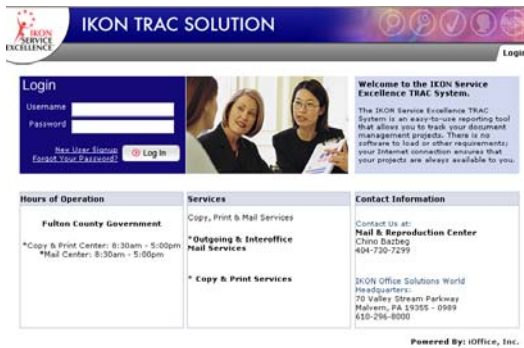 IKON
SERVICE
EXCELLENCE
IKON TRAC SOLUTION
Login
Login
Username
Password
New User Signup
Forgot Your Password?
Log In
Welcome to the IKON Service
Excellence TRAC System.
The IKON Service Excellence TRAC
System is an easy-to-use reporting tool
that allows you to track your document
management projects. There is no
software to load or other requirements;
your Internet connection ensures that
your projects are always available to you.
Hours of Operation
Fulton County Government
*Copy & Print Center: 8:30am - 5:00pm
*Mail Center: 8:30am - 5:00pm
Services
Copy, Print & Mail Services
*Outgoing & Interoffice
Mail Services
* Copy & Print Services
Contact Information
Contact Us at:
Mail & Reproduction Center
Chino Bazbeg
404-730-7299
IKON Office Solutions World
Headquarters:
70 Valley Stream Parkway
Malvern, PA 19355 - 0989
610-296-8000
Powered By: iOffice, Inc.